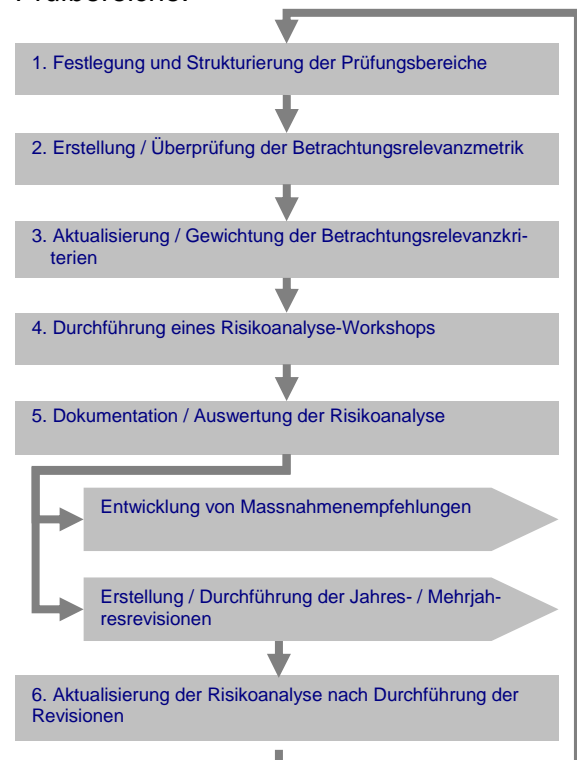 1. Festlegung und Strukturierung der Prüfungsbereiche
2. Erstellung / Überprüfung der Betrachtungsrelevanzmetrik
3. Aktualisierung / Gewichtung der Betrachtungsrelevanzkri-
terien
4. Durchführung eines Risikoanalyse-Workshops
5. Dokumentation / Auswertung der Risikoanalyse
Entwicklung von Massnahmenempfehlungen
Erstellung / Durchführung der Jahres- / Mehrjah-
resrevisionen
6. Aktualisierung der Risikoanalyse nach Durchführung der
Revisionen